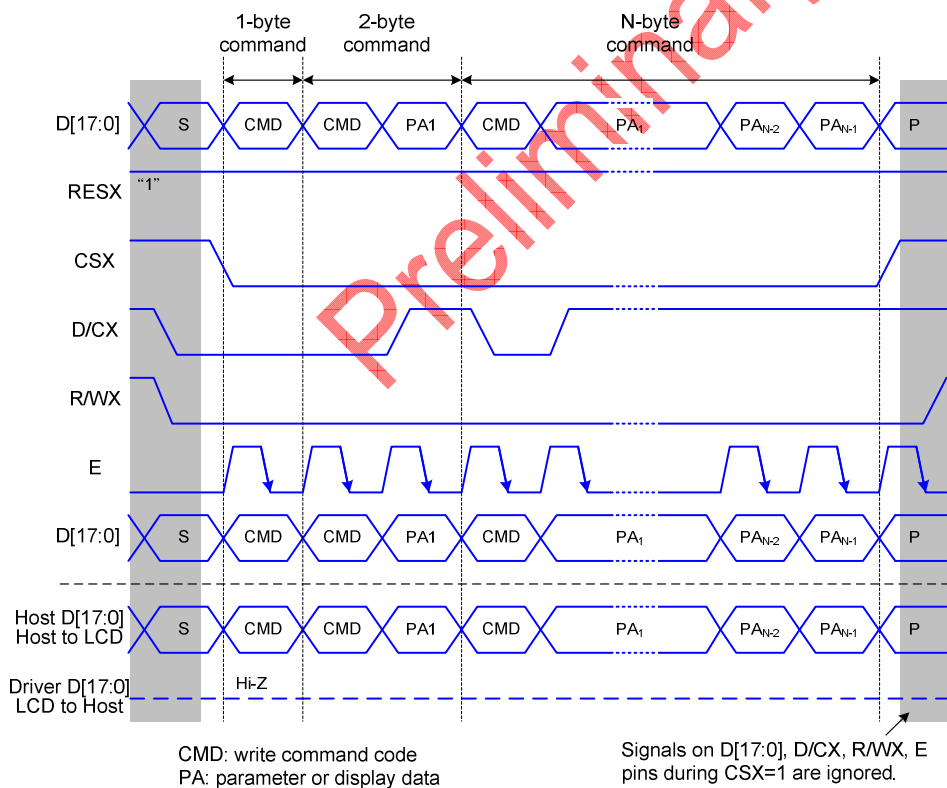 1-byte command
2-byte command
N-byte command
D[17:0] S CMD CMD PA1 CMD PA1 PAN-2 PAN-1 P
RESX "1"
CSX
D/CX
R/WX
E
D[17:0] S CMD CMD PA1 CMD PA1 PAN-2 PAN-1 P
Host D[17:0]
Host to LCD
S CMD CMD PA1 CMD PA1 PAN-2 PAN-1 P
Driver D[17:0]
LCD to Host
Hi-Z
CMD: write command code
PA: parameter or display data
Signals on D[17:0], D/CX, R/WX, E
pins during CSX=1 are ignored.
Preliminary